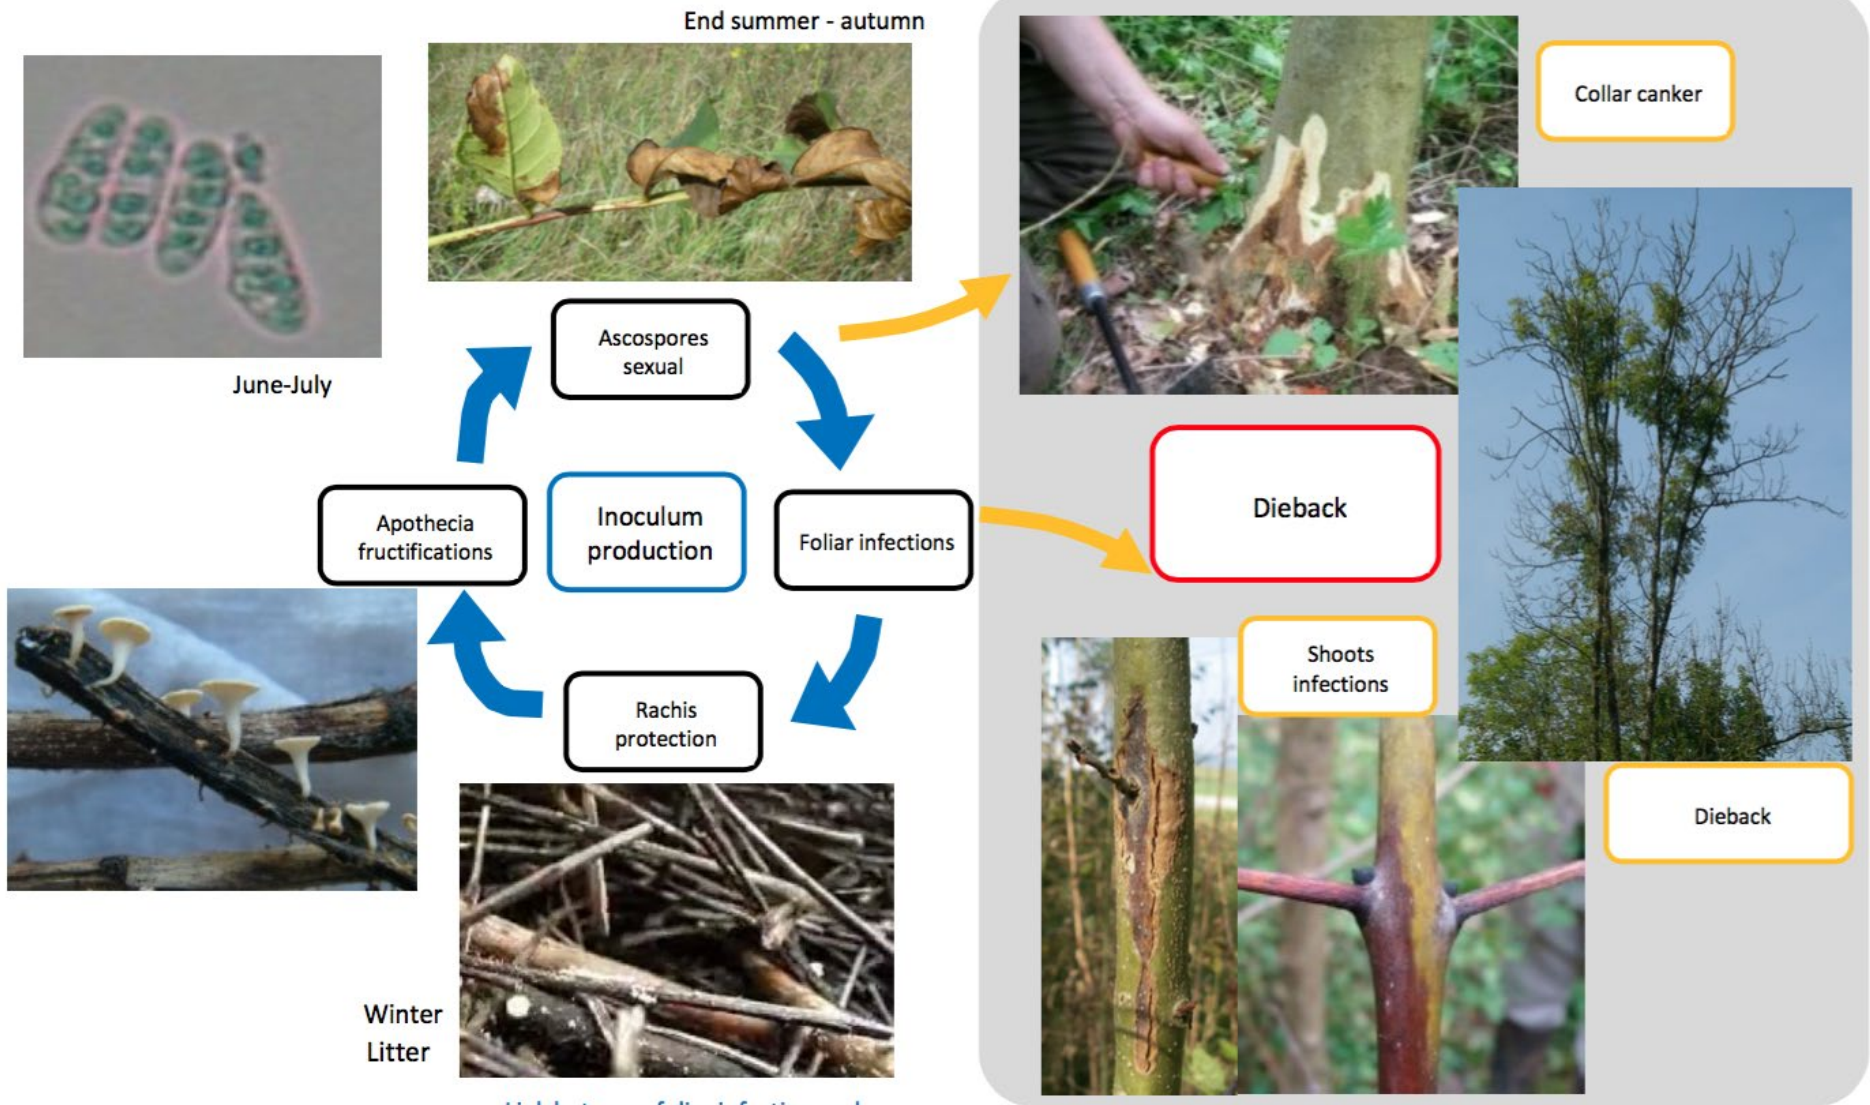 End summer - autumn
Collar canker
June-July
Ascospores
sexual
Apothecia
fructifications
Inoculum
production
Foliar infections
Dieback
Shoots
infections
Rachis
protection
Dieback
Winter
Litter